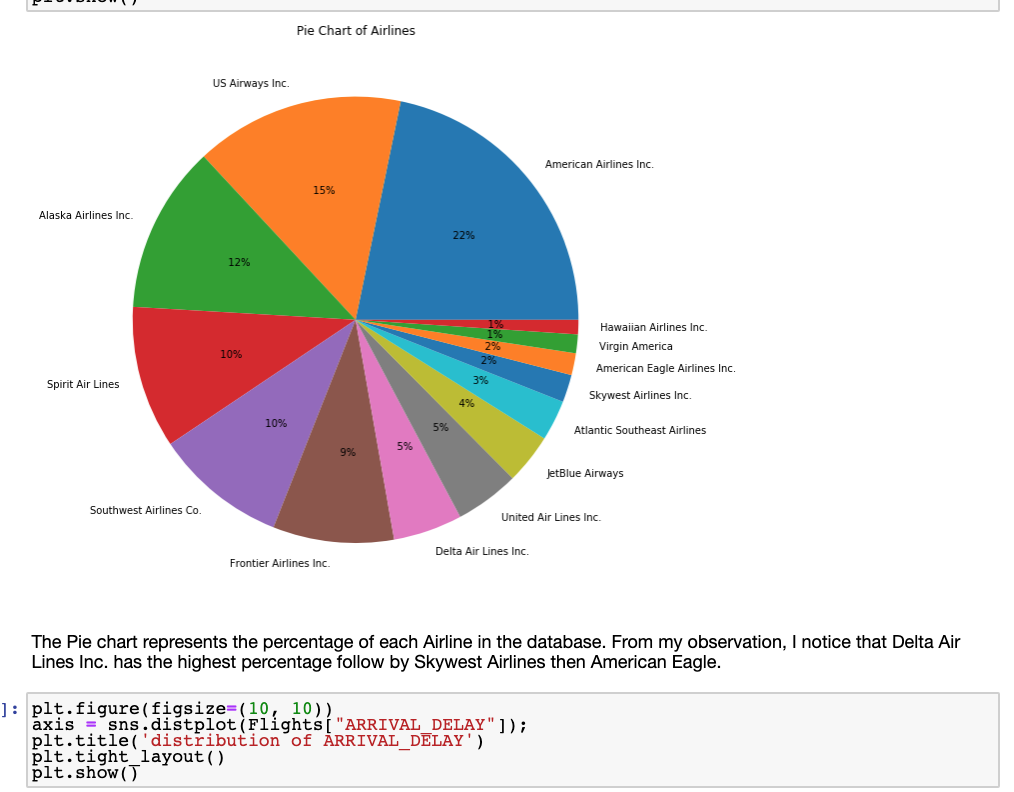 plt.show()
Pie Chart of Airlines
US Airways Inc.
American Airlines Inc.
15%
Alaska Airlines Inc.
22%
12%
1%
Hawaiian Airlines Inc.
1%
Virgin America
2%
10%
2%
American Eagle Airlines Inc.
3%
Spirit Air Lines
Skywest Airlines Inc.
4%
10%
5%
Atlantic Southeast Airlines
5%
9%
JetBlue Airways
Southwest Airlines Co.
United Air Lines Inc.
Delta Air Lines Inc.
Frontier Airlines Inc.
The Pie chart represents the percentage of each Airline in the database. From my observation, I notice that Delta Air
Lines Inc. has the highest percentage follow by Skywest Airlines then American Eagle.
]: plt.figure(figsize=(10, 10))
axis = sns.distplot(Flights["ARRIVAL_DELAY"]);
plt.title('distribution of ARRIVAL_DELAY')
plt.tight_layout()
plt.show()